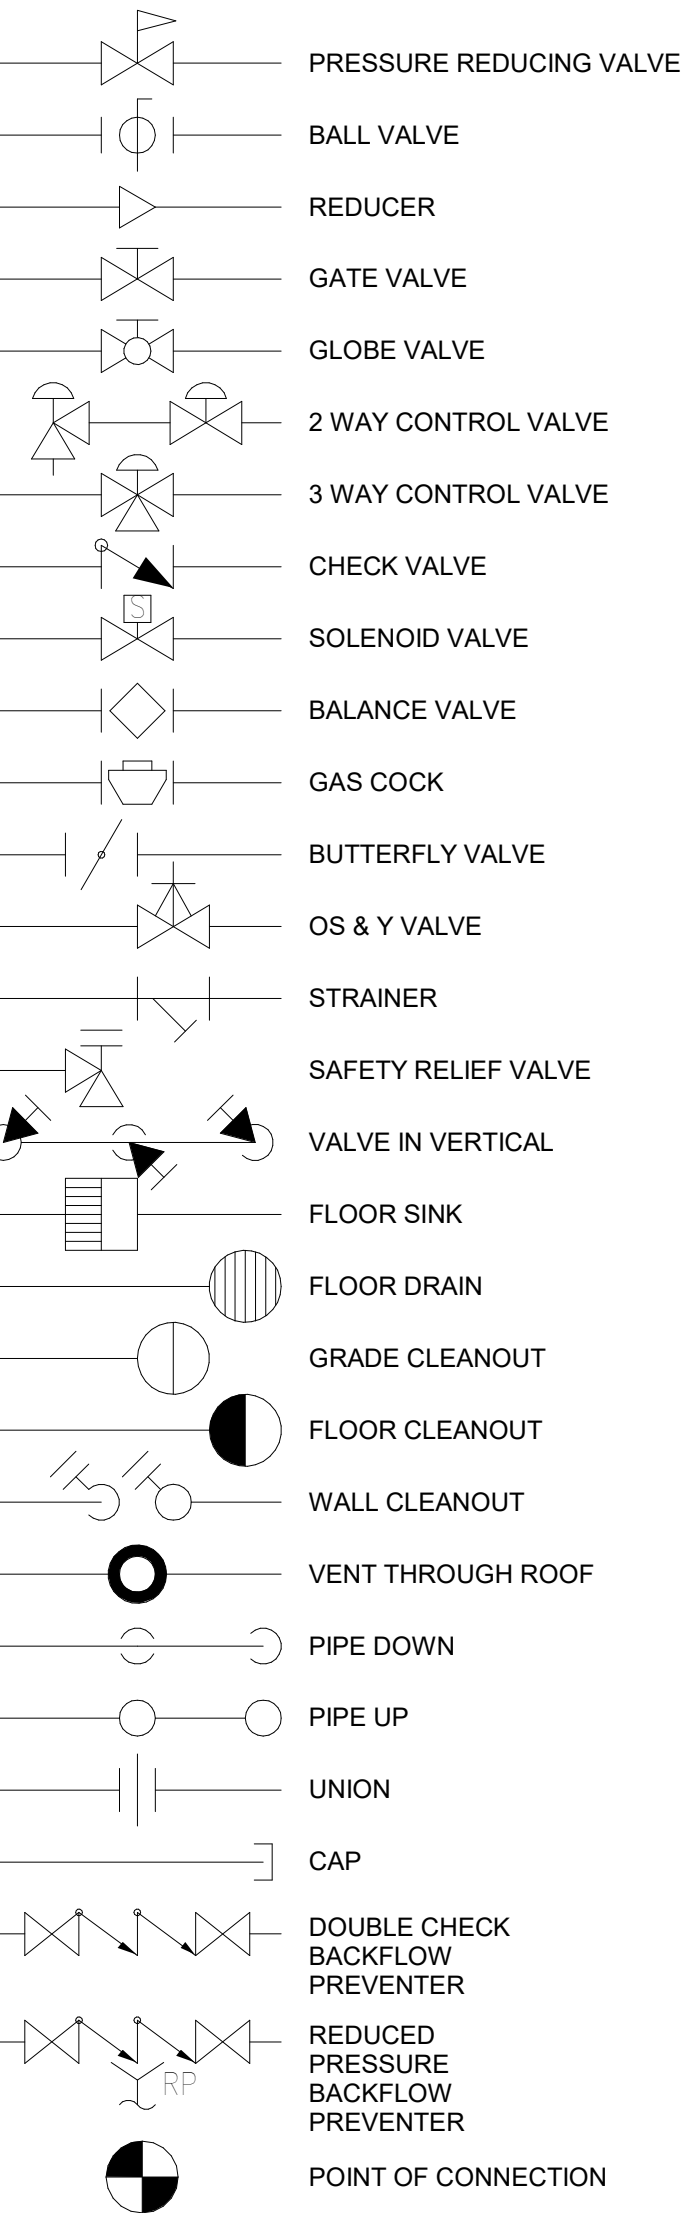 PRESSURE REDUCING VALVE
BALL VALVE
REDUCER
GATE VALVE
GLOBE VALVE
2 WAY CONTROL VALVE
3 WAY CONTROL VALVE
CHECK VALVE
S
SOLENOID VALVE
BALANCE VALVE
GAS COCK
BUTTERFLY VALVE
OS & Y VALVE
STRAINER
SAFETY RELIEF VALVE
VALVE IN VERTICAL
FLOOR SINK
FLOOR DRAIN
GRADE CLEANOUT
FLOOR CLEANOUT
WALL CLEANOUT
VENT THROUGH ROOF
PIPE DOWN
PIPE UP
UNION
CAP
DOUBLE CHECK
BACKFLOW
PREVENTER
REDUCED
PRESSURE
BACKFLOW
PREVENTER
RP
POINT OF CONNECTION